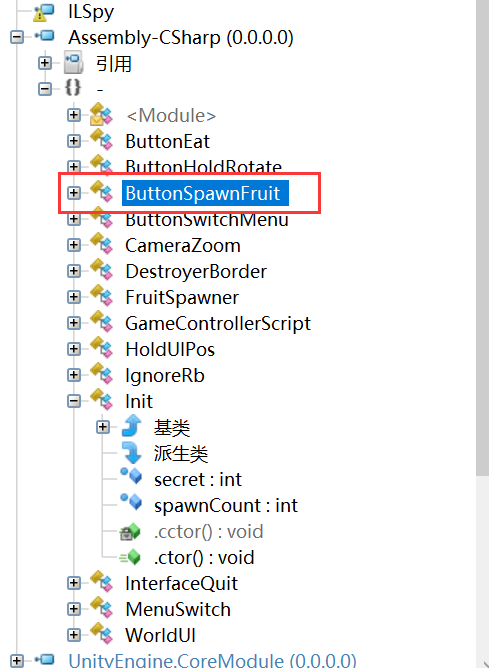 ILSpy
Assembly-CSharp (0.0.0.0)
引用
{} -
<Module>
ButtonEat
ButtonHoldRotate
ButtonSpawnFruit
ButtonSwitchMenu
CameraZoom
DestroyerBorder
FruitSpawner
GameControllerScript
HoldUIPos
IgnoreRb
Init
基类
派生类
secret : int
spawnCount : int
.cctor() : void
.ctor() : void
InterfaceQuit
MenuSwitch
WorldUI
UnityEngine.CoreModule (0.0.0.0)